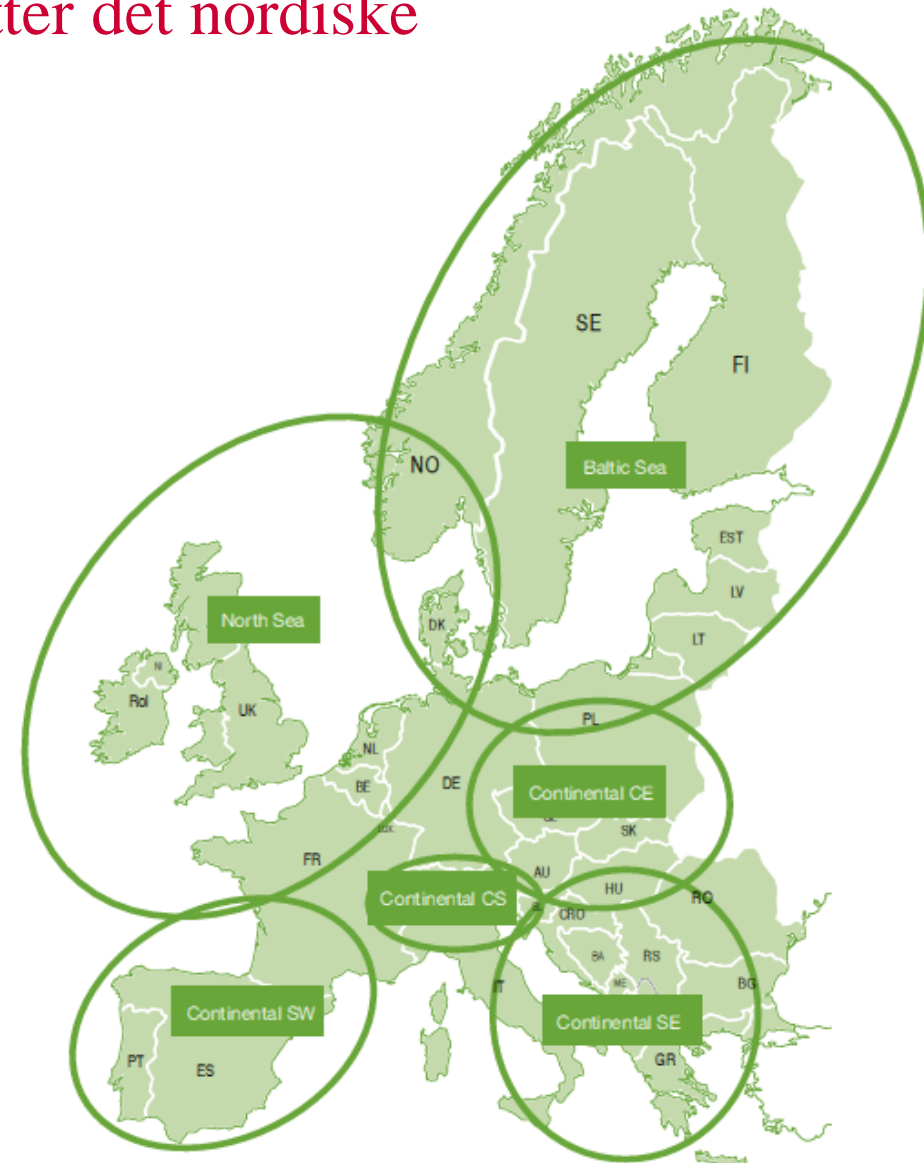 tter det nordiske
SE
FI
NO
Baltic Sea
EST
LV
North Sea
DK
LT
NI
RoI
UK
PL
NL
DE
BE
Continental CE
LUX
SK
FR
AU
HU
Continental CS
RO
CRO
BA
RS
ME
IT
BG
Continental SW
Continental SE
PT
ES
GR